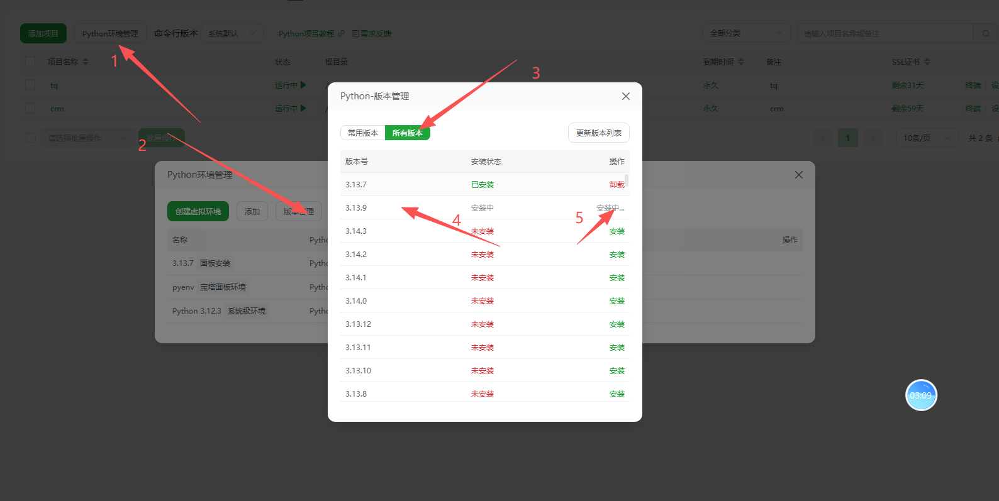 添加项目 Python环境管理 命令行版本 系统默认 Python项目教程 需求反馈 全部分类 请输入项目名称或备注
1
项目名称 状态 根目录 到期时间 备注 SSL证书
3
tq 运行中 / 永久 tq 剩余31天 终端 设
crm 运行中 / 永久 crm 剩余59天 终端 设
请选择批量操作 批量操作 1 10条/页 共 2 条
2
Python环境管理
创建虚拟环境 添加 版本管理
名称 Pytho 操作
3.13.7 面板安装 Pytho
pyenv 宝塔面板环境 Pytho
Python 3.12.3 系统级环境 Pytho
Python-版本管理
常用版本 所有版本 更新版本列表
版本号 安装状态 操作
3.13.7 已安装 卸载
3.13.9 安装中 安装中...
4 5
3.14.3 未安装 安装
3.14.2 未安装 安装
3.14.1 未安装 安装
3.14.0 未安装 安装
3.13.12 未安装 安装
3.13.11 未安装 安装
3.13.10 未安装 安装
3.13.8 未安装 安装
03:09